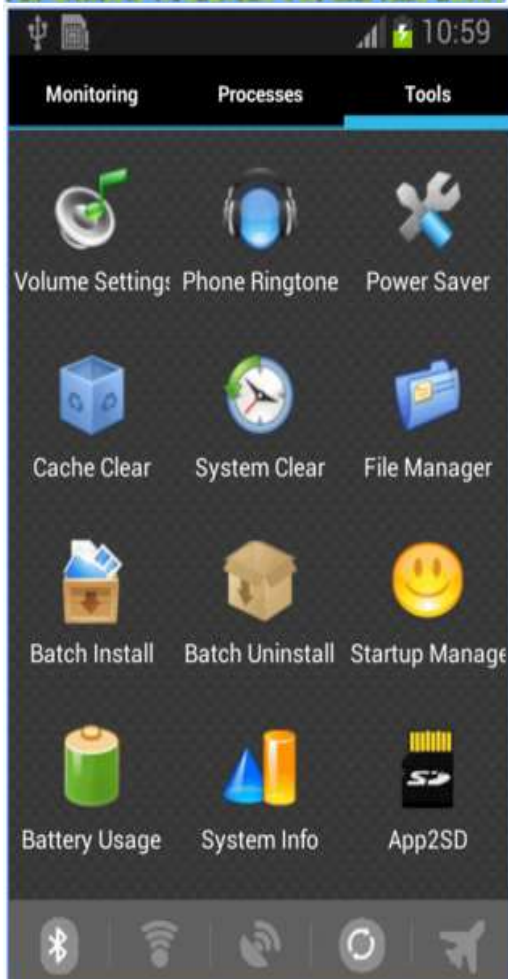 10:59
Monitoring Processes Tools
Volume Settings Phone Ringtone Power Saver
Cache Clear System Clear File Manager
Batch Install Batch Uninstall Startup Manage
Battery Usage System Info App2SD